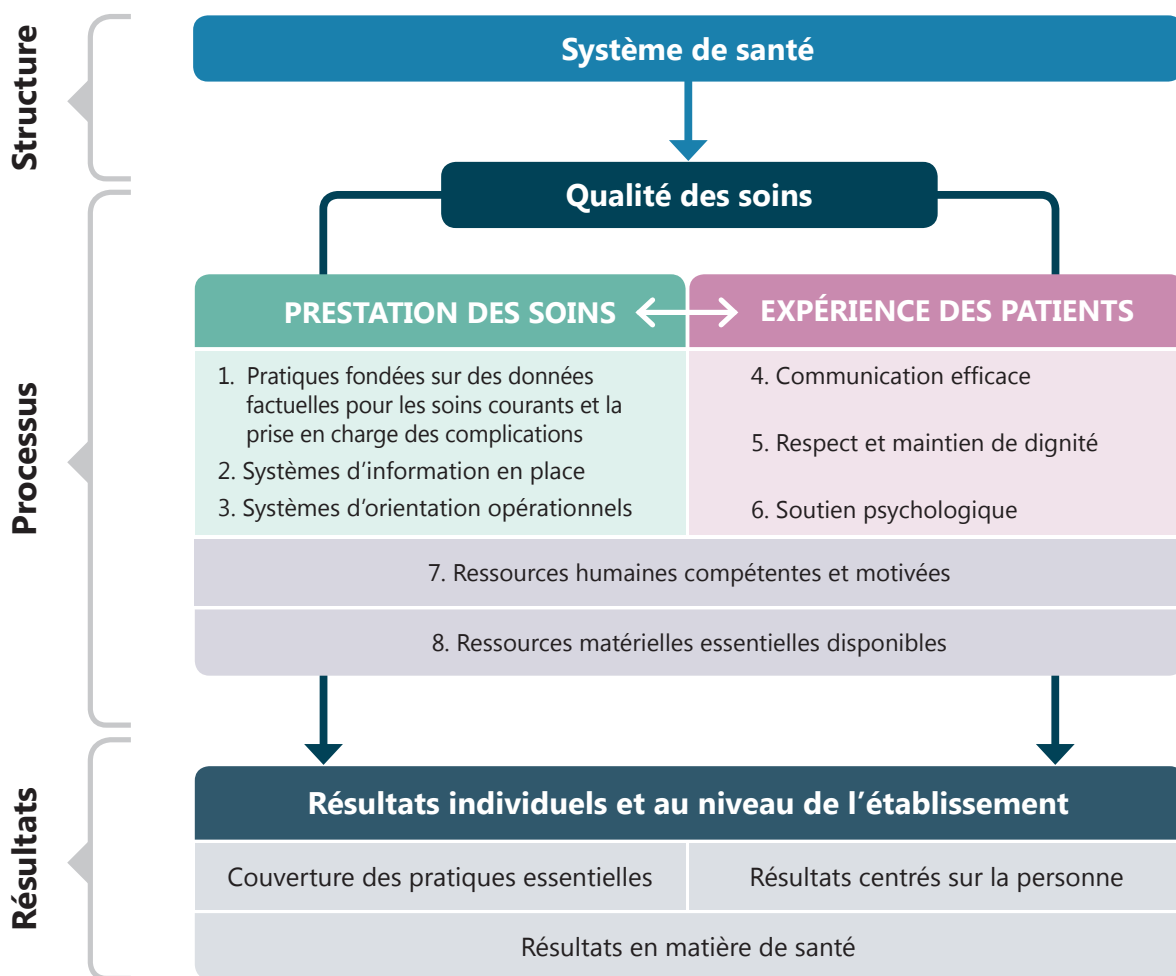 Structure
Système de santé
Processus
Qualité des soins
PRESTATION DES SOINS
EXPÉRIENCE DES PATIENTS
1. Pratiques fondées sur des données
factuelles pour les soins courants et la
prise en charge des complications
2. Systèmes d'information en place
3. Systèmes d'orientation opérationnels
4. Communication efficace
5. Respect et maintien de dignité
6. Soutien psychologique
7. Ressources humaines compétentes et motivées
8. Ressources matérielles essentielles disponibles
Résultats
Résultats individuels et au niveau de l'établissement
Couverture des pratiques essentielles
Résultats centrés sur la personne
Résultats en matière de santé